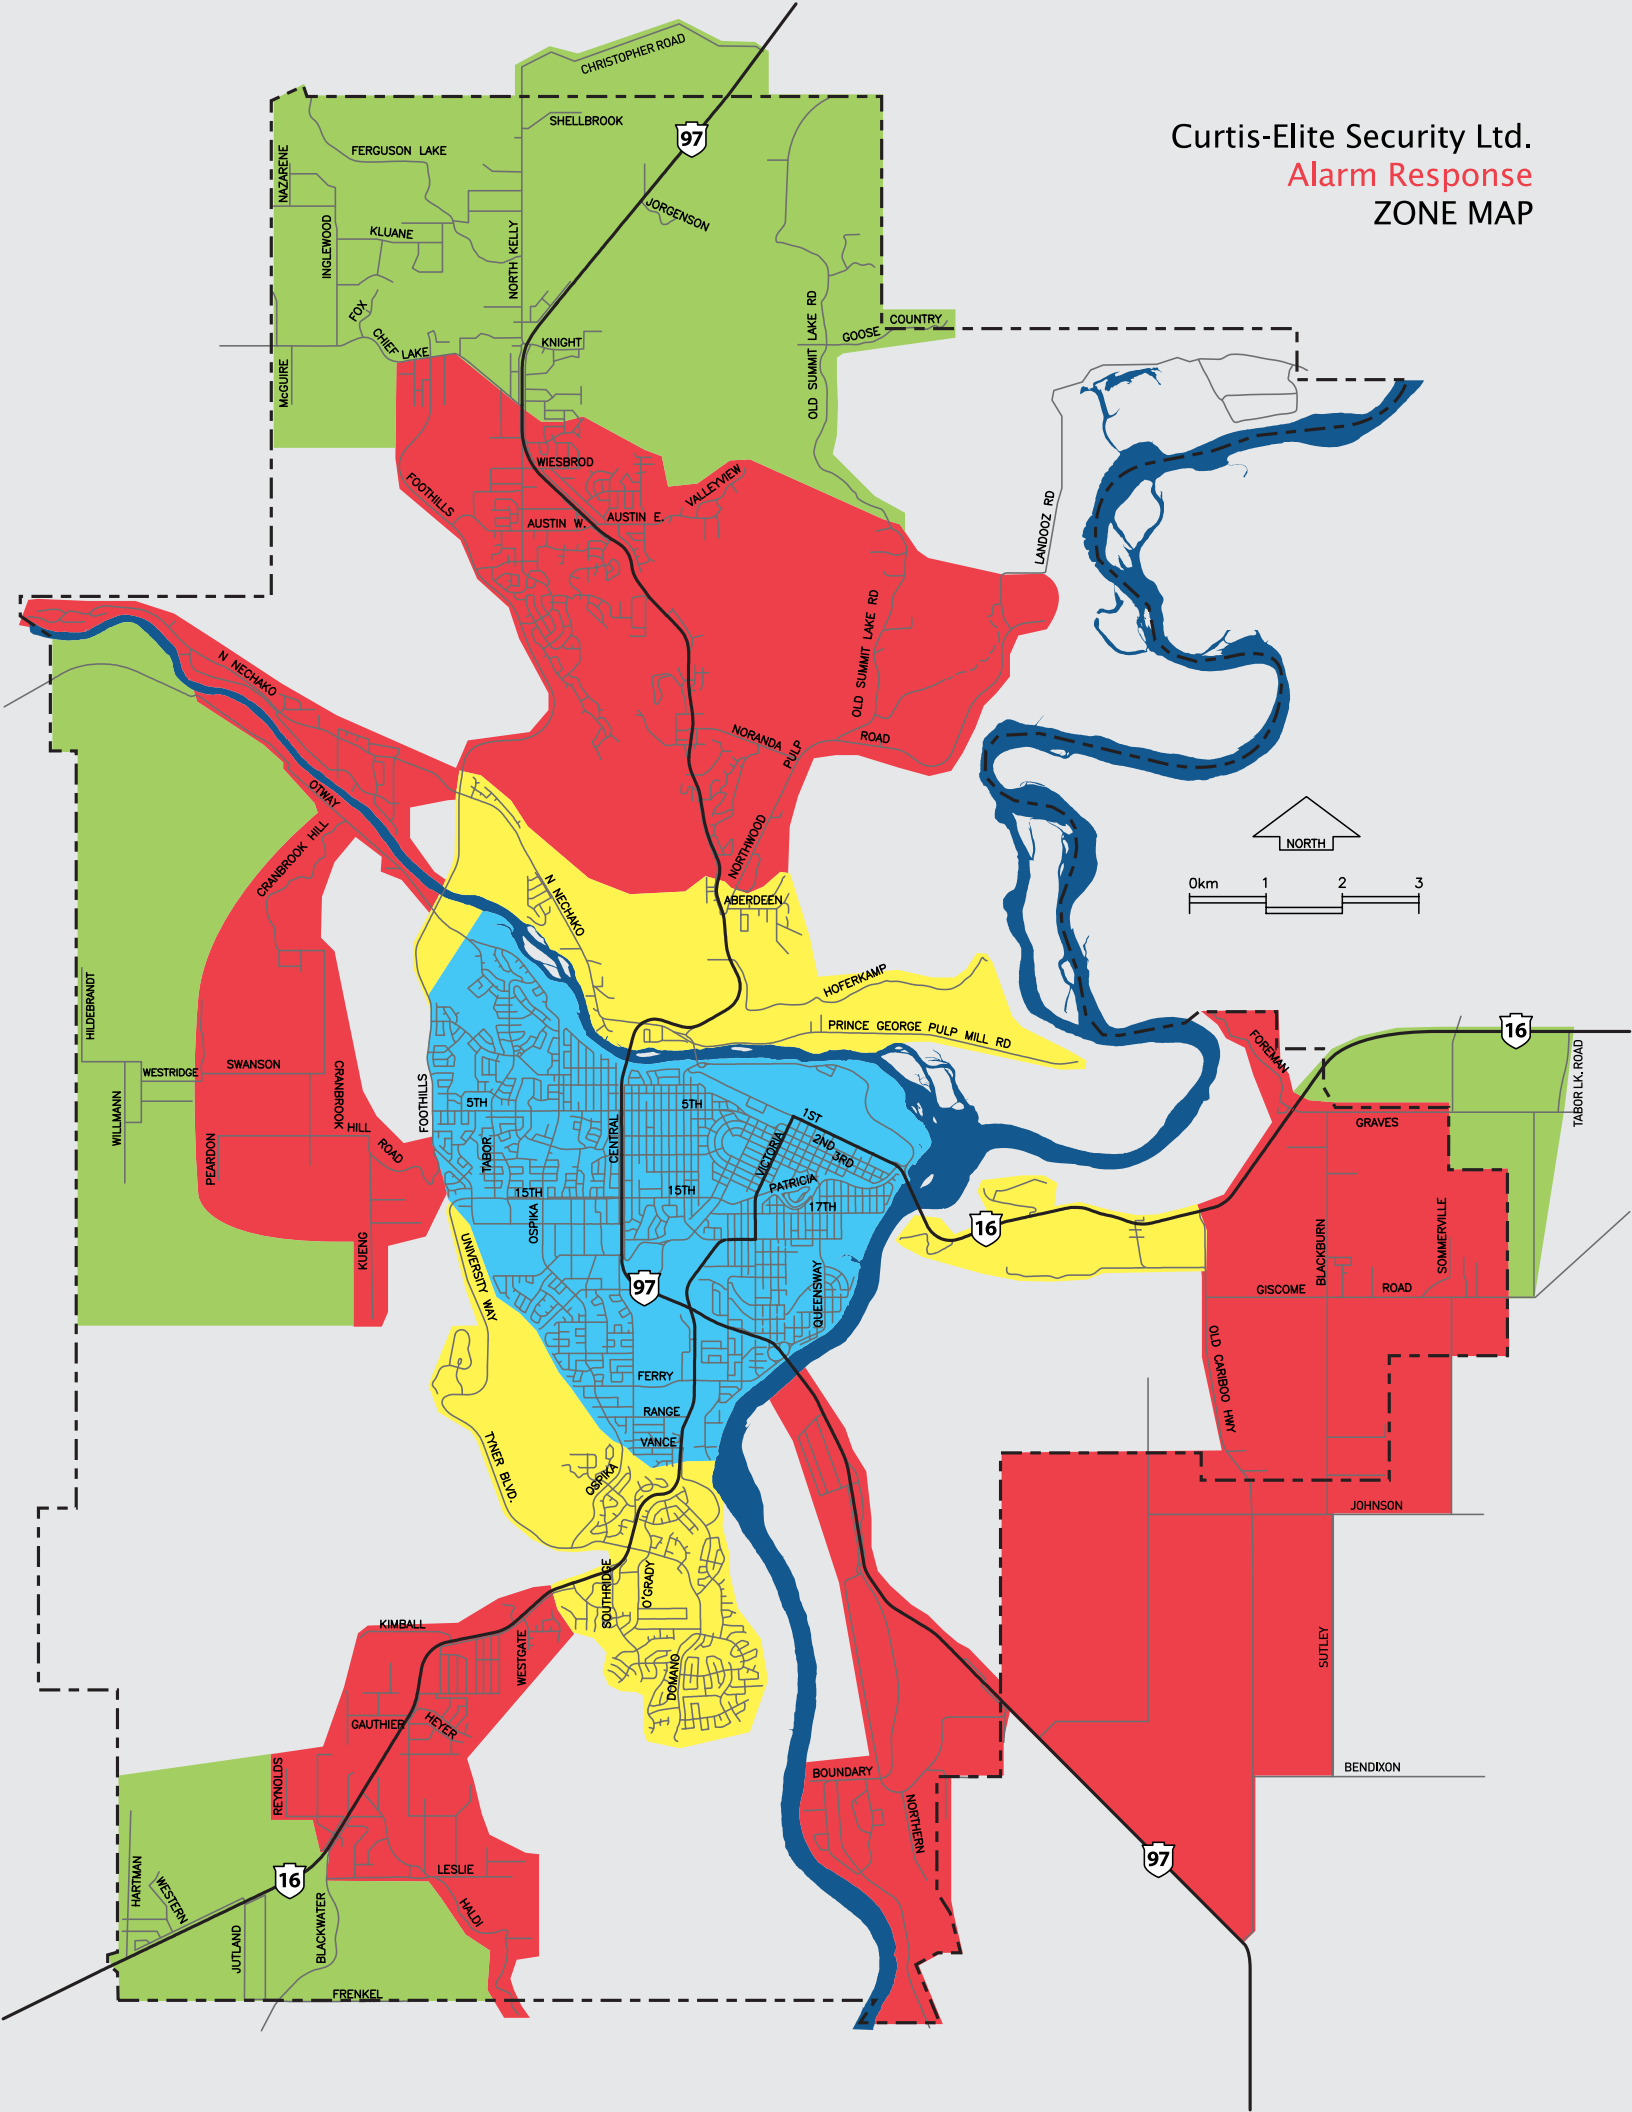 Curtis-Elite Security Ltd.
Alarm Response
ZONE MAP
CHRISTOPHER ROAD
SHELLBROOK
97
FERGUSON LAKE
NAZARENE
JORGENSON
KLUANE
INGLEWOOD
NORTH KELLY
FOX
CHIEF
LAKE
KNIGHT
McGUIRE
OLD SUMMIT LAKE RD
GOOSE
COUNTRY
WIESBROD
FOOTHILLS
VALLEYVIEW
AUSTIN W.
AUSTIN E.
LANDOOZ RD
N NECHAKO
OLD SUMMIT LAKE RD
NORANDA
PULP
ROAD
OTWAY
CRANBROOK HILL
NORTHWOOD
NORTH
0km 1 2 3
N NECHAKO
ABERDEEN
HOFERKAMP
PRINCE GEORGE PULP MILL RD
HILDEBRANDT
FOREMAN
16
TABOR LK. ROAD
WESTRIDGE
SWANSON
CRANBROOK
HILL
ROAD
WILLMANN
PEARDON
FOOTHILLS
5TH
5TH
CENTRAL
TABOR
1ST
2ND
3RD
VICTORIA
PATRICIA
GRAVES
15TH
15TH
17TH
OSPIKA
16
KUENG
UNIVERSITY WAY
97
QUEENSWAY
BLACKBURN
SOMMERVILLE
GISCOME
ROAD
OLD CARIBOO HWY
FERRY
RANGE
VANCE
TYNER BLVD.
OSPIKA
JOHNSON
SOUTHRIDGE
O'GRADY
KIMBALL
WESTGATE
DOMANO
SUTLEY
GAUTHIER
HEYER
REYNOLDS
BOUNDARY
BENDIXON
NORTHERN
97
LESLIE
16
HARTMAN
WESTERN
HALDI
JUTLAND
BLACKWATER
FRENKEL